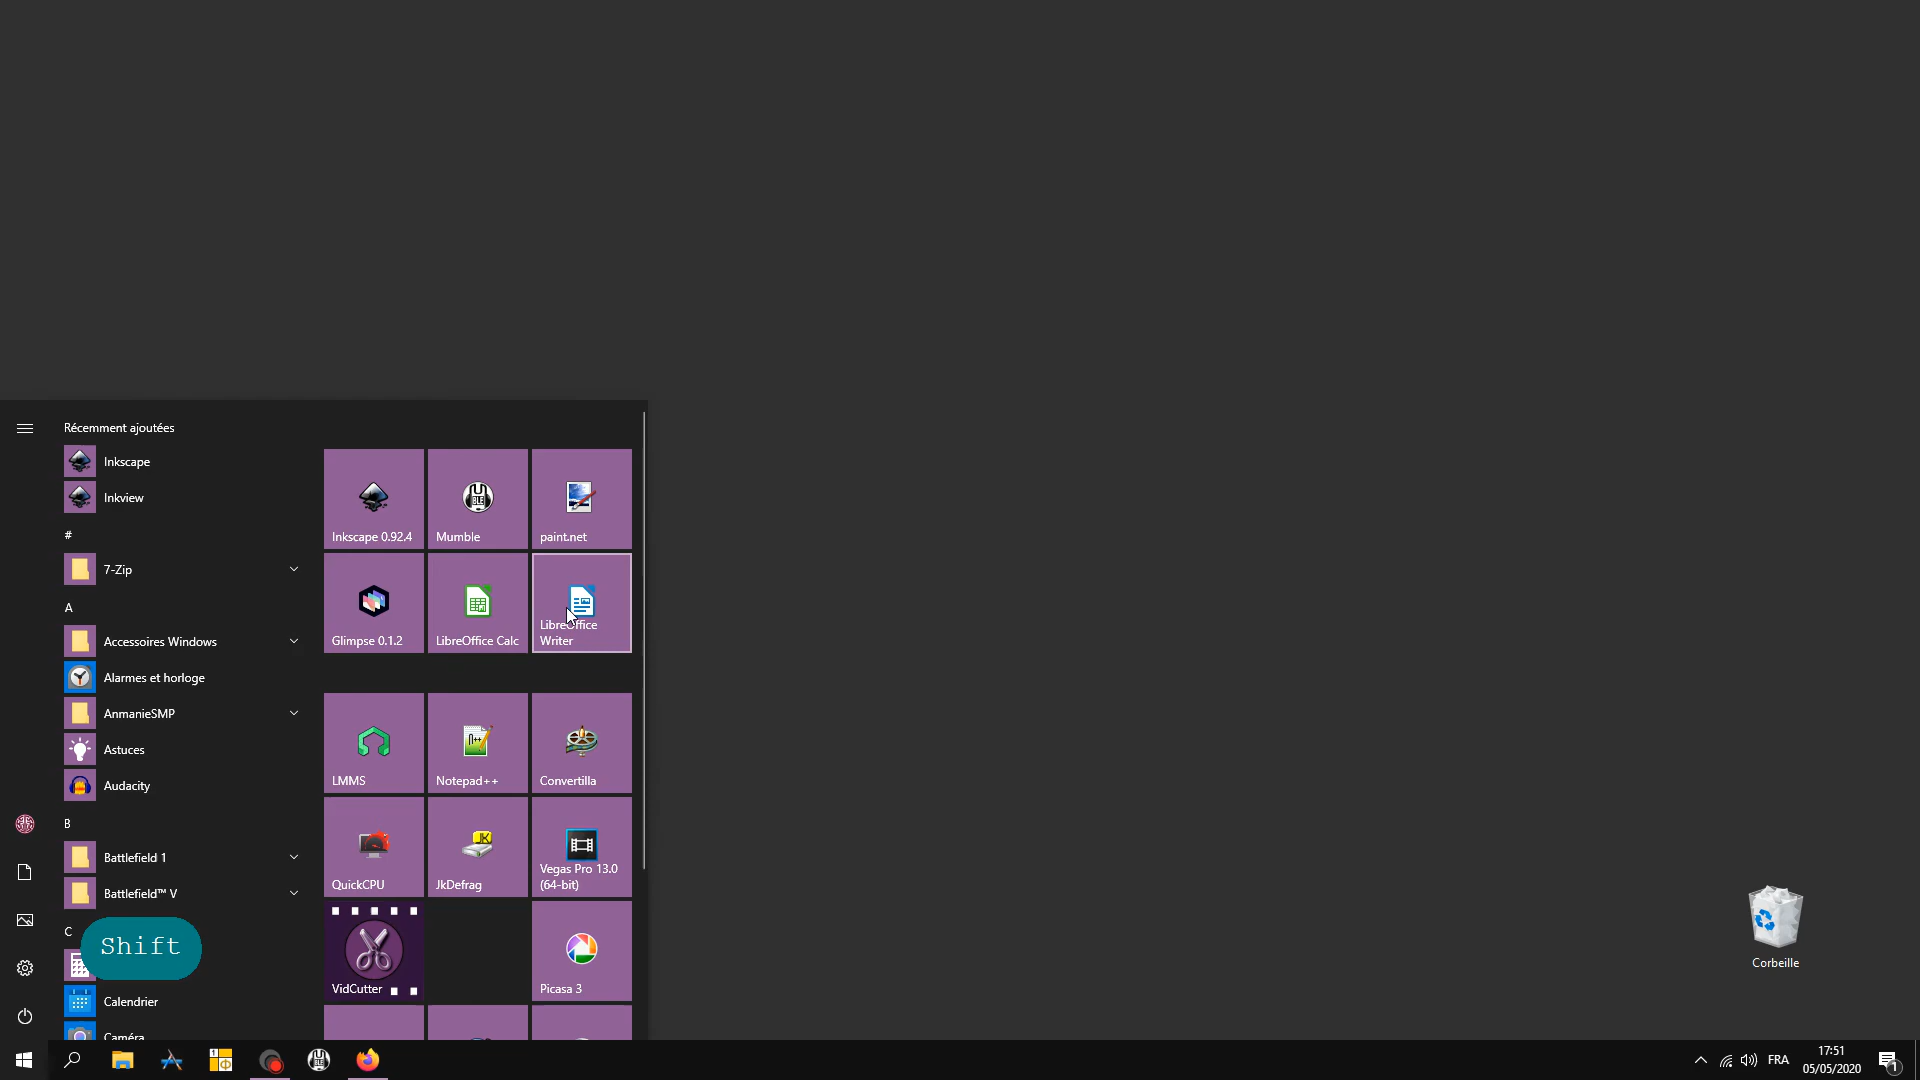 Récemment ajoutées
Inkscape
Inkview
#
7-Zip
A
Accessoires Windows
Alarmes et horloge
AnmanieSMP
Astuces
Audacity
B
Battlefield 1
Battlefield™ V
C
Shift
Calendrier
Caméra
Inkscape 0.92.4
Mumble
paint.net
Glimpse 0.1.2
LibreOffice Calc
LibreOffice
Writer
LMMS
Notepad++
Convertilla
QuickCPU
JkDefrag
Vegas Pro 13.0
(64-bit)
VidCutter
Picasa 3
Corbeille
FRA
17:51
05/05/2020
1